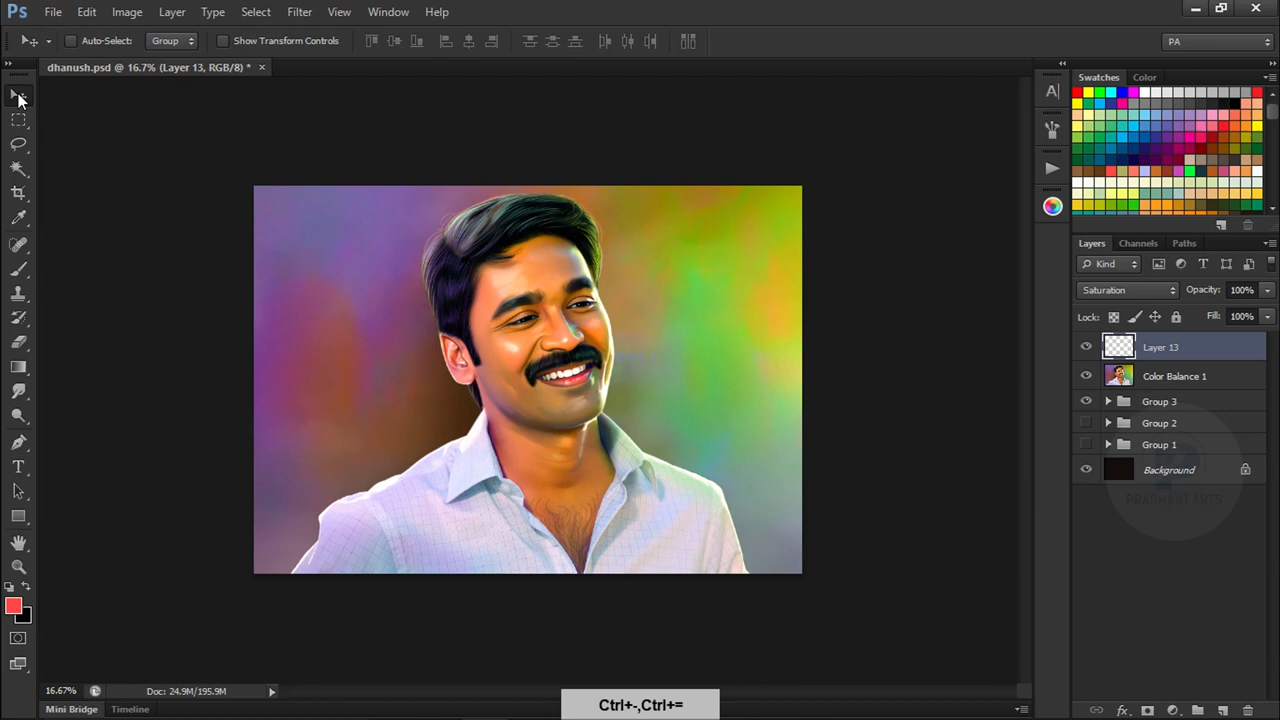 Ps File Edit Image Layer Type Select Filter View Window Help
Auto-Select: Group Show Transform Controls PA
dhanush.psd @ 16.7% (Layer 13, RGB/8) *
Swatches Color
Layers Channels Paths
Kind
Saturation Opacity: 100%
Lock: Fill: 100%
Layer 13
Color Balance 1
Group 3
Group 2
Group 1
Background
PRASHANT ARTS
16.67% Doc: 24.9M/195.9M
Ctrl+-,Ctrl+=
Mini Bridge Timeline